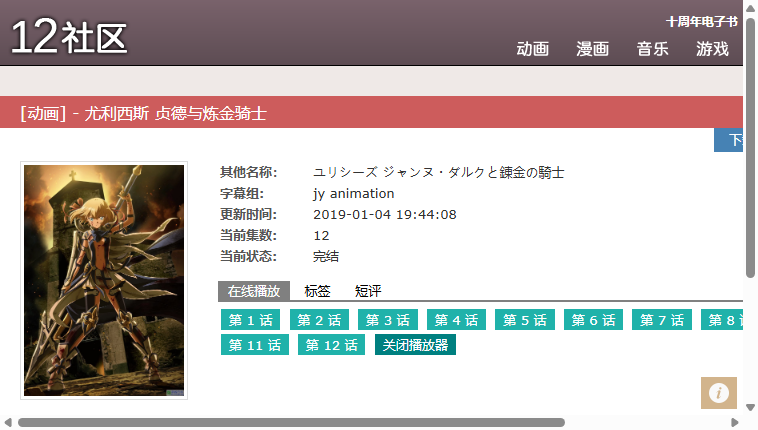 十周年电子书
12社区
动画 漫画 音乐 游戏
[动画] - 尤利西斯 贞德与炼金骑士
下
其他名称: ユリシーズ ジャンヌ・ダルクと錬金の騎士
字幕组: jy animation
更新时间: 2019-01-04 19:44:08
当前集数: 12
当前状态: 完结
在线播放 标签 短评
第 1 话 第 2 话 第 3 话 第 4 话 第 5 话 第 6 话 第 7 话 第 8
第 11 话 第 12 话 关闭播放器
i